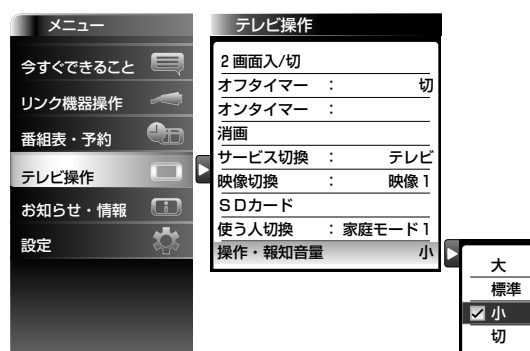 メニュー
今すぐできること
リンク機器操作
番組表・予約
テレビ操作
お知らせ・情報
設定
テレビ操作
2画面入/切
オフタイマー : 切
オンタイマー :
消画
サービス切換 : テレビ
映像切換 : 映像1
SDカード
使う人切換 : 家庭モード1
操作・報知音量 小
大
標準
小
切